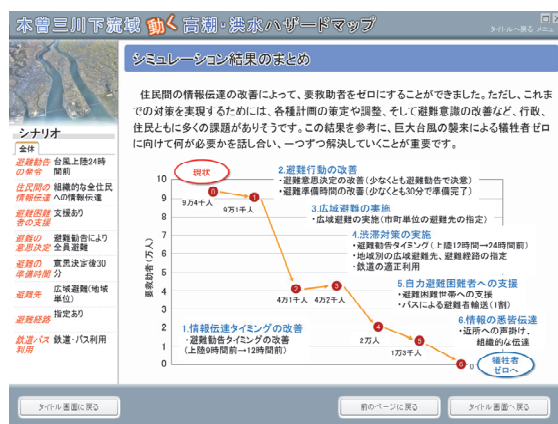 木曽三川下流域 動く 高潮・洪水ハザードマップ
タイトルへ戻る メニュー
シミュレーション結果のまとめ
住民間の情報伝達の改善によって、要救助者をゼロにすることができました。ただし、これま
での対策を実現するためには、各種計画の策定や調整、そして避難意識の改善など、行政、
住民ともに多くの課題がありそうです。この結果を参考に、巨大台風の襲来による犠牲者ゼロ
に向けて何が必要かを話し合い、一つずつ解決していくことが重要です。
シナリオ
全体
避難勧告の発令 台風上陸24時間前
住民間の情報伝達 組織的な全住民への情報伝達
避難困難者の支援 支援あり
避難の意思決定 避難勧告により全員避難
避難の準備時間 意思決定後30分
避難先 広域避難(地域単位)
避難経路 指定あり
鉄道・バス利用 鉄道・バス利用
要救助者(万人)
10
9
8
7
6
5
4
3
2
1
0
現状
0
9万4千人
1
9万1千人
2
4万1千人
3
4万2千人
4
2万人
5
1万3千人
6
0人
犠牲者
ゼロへ
1.情報伝達タイミングの改善
・避難勧告タイミングの改善
(上陸9時間前→12時間前)
2.避難行動の改善
・避難意思決定の改善(少なくとも避難勧告で決意)
・避難準備時間の改善(少なくとも30分で準備完了)
3.広域避難の実施
・広域避難の実施(市町単位の避難先の指定)
4.渋滞対策の実施
・避難勧告タイミング(上陸12時間→24時間前)
・地域別の広域避難先、避難経路の指定
・鉄道の適正利用
5.自力避難困難者への支援
・避難困難世帯への支援
・バスによる避難者輸送(1割)
6.情報の悉皆伝達
・近所への声掛け、
組織的な伝達
タイトル画面に戻る
前のページに戻る
タイトル画面へ戻る